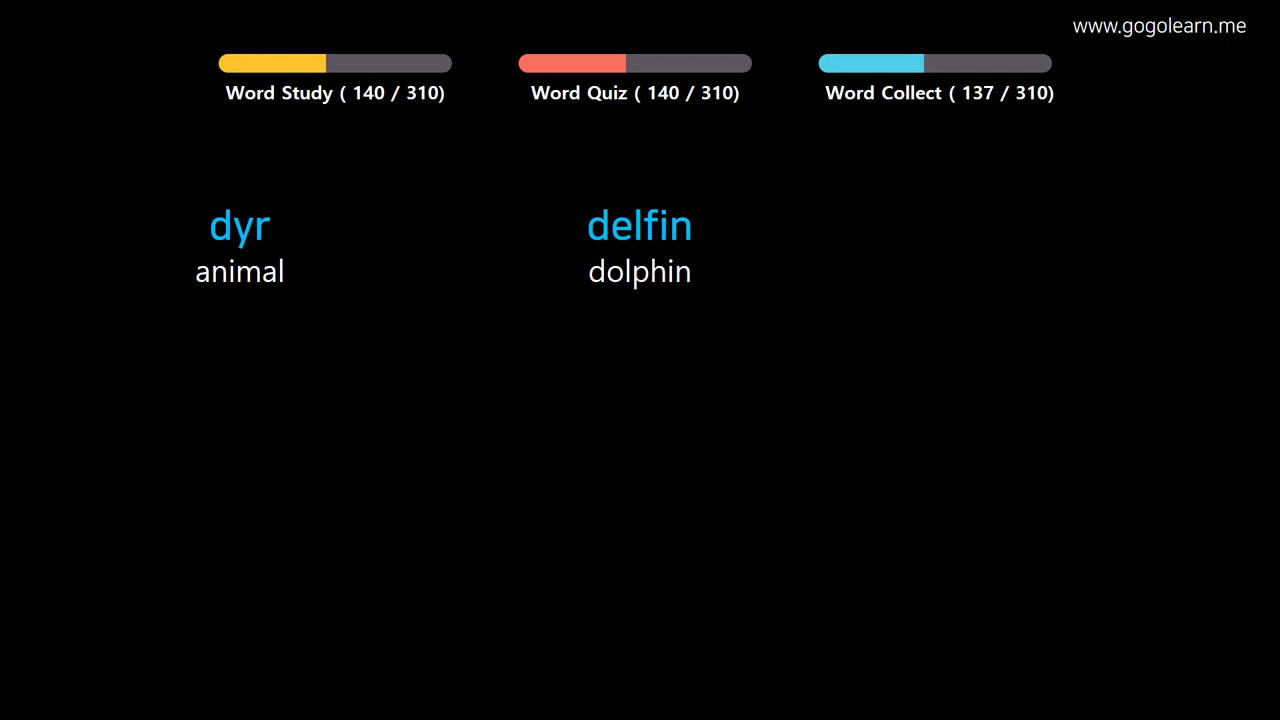 www.gogolearn.me
Word Study ( 140 / 310)
Word Quiz ( 140 / 310)
Word Collect ( 137 / 310)
dyr
animal
delfin
dolphin